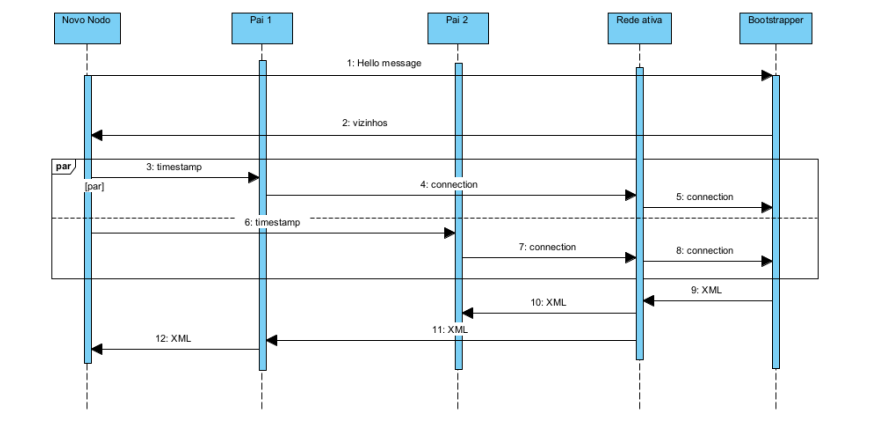 Novo Nodo
Pai 1
Pai 2
Rede ativa
Bootstrapper
1: Hello message
2: vizinhos
par
3: timestamp
[par]
4: connection
5: connection
6: timestamp
7: connection
8: connection
9: XML
10: XML
11: XML
12: XML